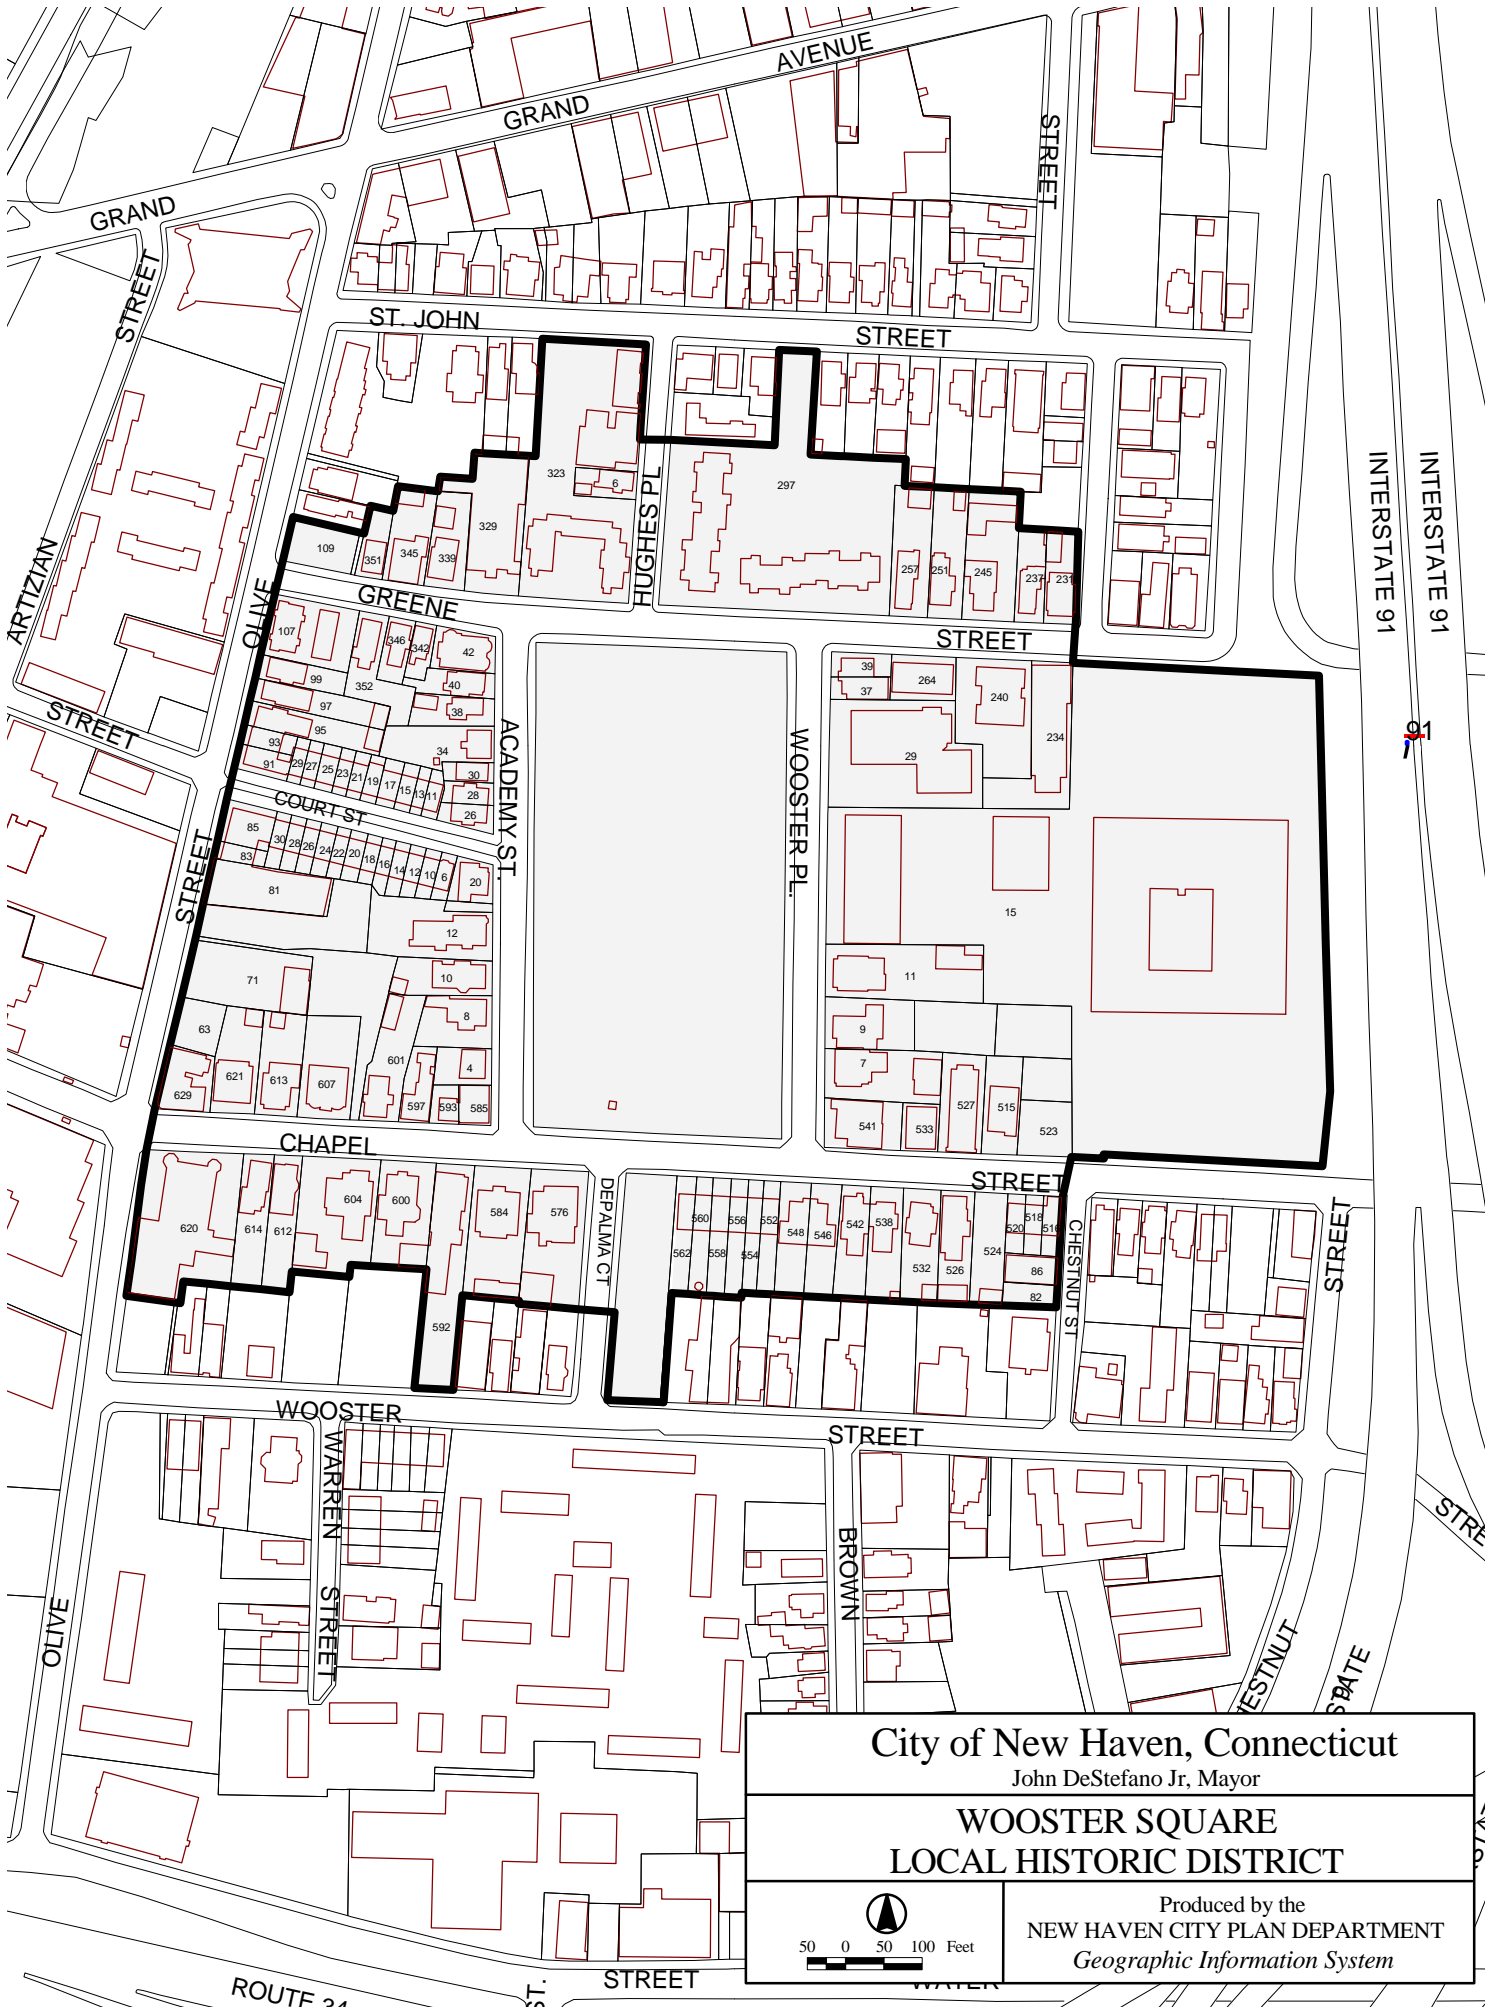 AVENUE
GRAND
STREET
GRAND
STREET
ST. JOHN
STREET
INTERSTATE 91
INTERSTATE 91
323
6
297
HUGHES PL
329
109
351
345
339
257
251
245
237
231
ARTIZIAN
OLIVE
GREENE
STREET
107
346
342
42
99
352
40
97
38
95
93
34
91
29
27
25
23
21
19
17
15
13
11
30
28
26
COURT ST
ACADEMY ST.
WOOSTER PL.
39
37
264
240
234
29
91
STREET
STREET
85
83
30
28
26
24
22
20
18
16
14
12
10
6
20
81
12
15
71
10
11
8
63
9
601
4
7
629
621
613
607
597
593
585
541
533
527
515
523
CHAPEL
STREET
DEPALMA CT
CHESTNUT ST
STREET
620
614
612
604
600
584
576
592
562
560
558
556
554
552
548
546
542
538
532
526
524
520
518
516
86
82
WOOSTER
STREET
WARREN
STREET
BROWN
OLIVE
STRE
ESTNUT
STATE
91
City of New Haven, Connecticut
John DeStefano Jr, Mayor
WOOSTER SQUARE
LOCAL HISTORIC DISTRICT
50 0 50 100 Feet
Produced by the
NEW HAVEN CITY PLAN DEPARTMENT
Geographic Information System
ROUTE 34
ST.
STREET
WATER